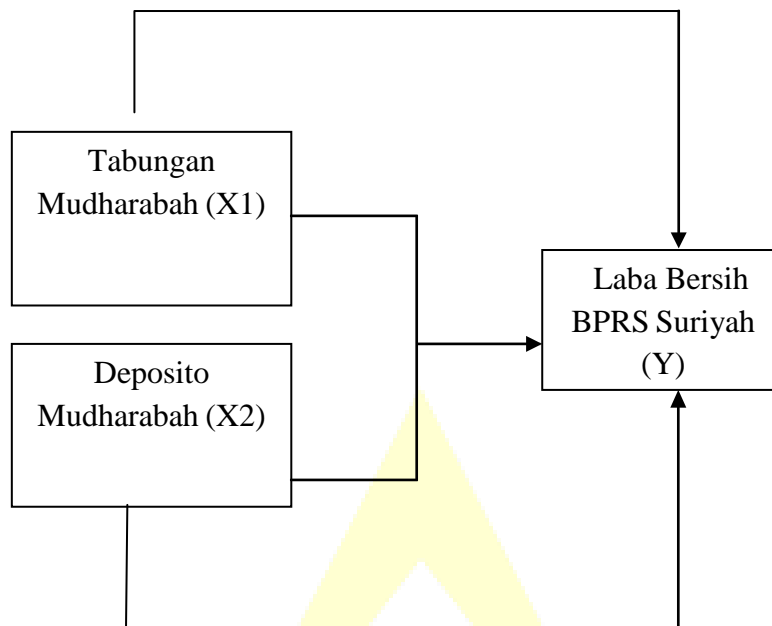 Tabungan
Mudharabah (X1)
Laba Bersih
BPRS Suriyah
(Y)
Deposito
Mudharabah (X2)